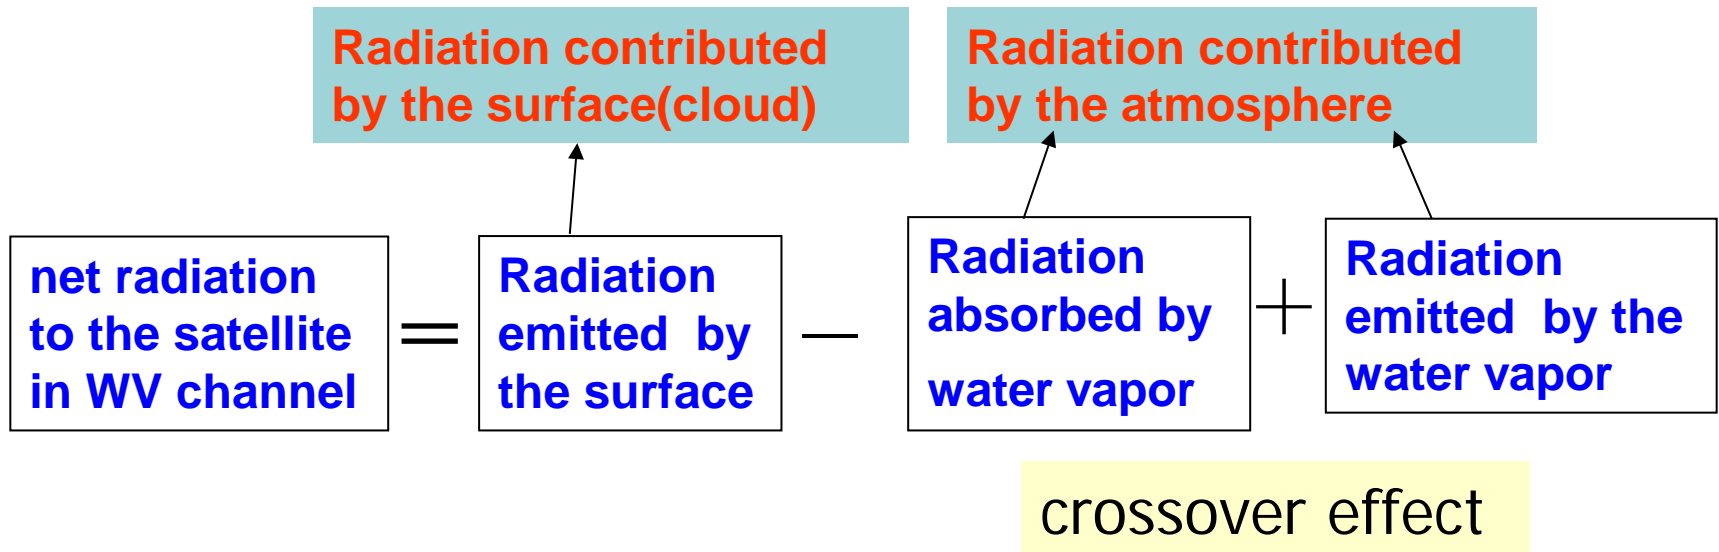 Radiation contributed
by the surface(cloud)
Radiation contributed
by the atmosphere
net radiation
to the satellite
in WV channel
=
Radiation
emitted by
the surface
—
Radiation
absorbed by
water vapor
+
Radiation
emitted by the
water vapor
crossover effect